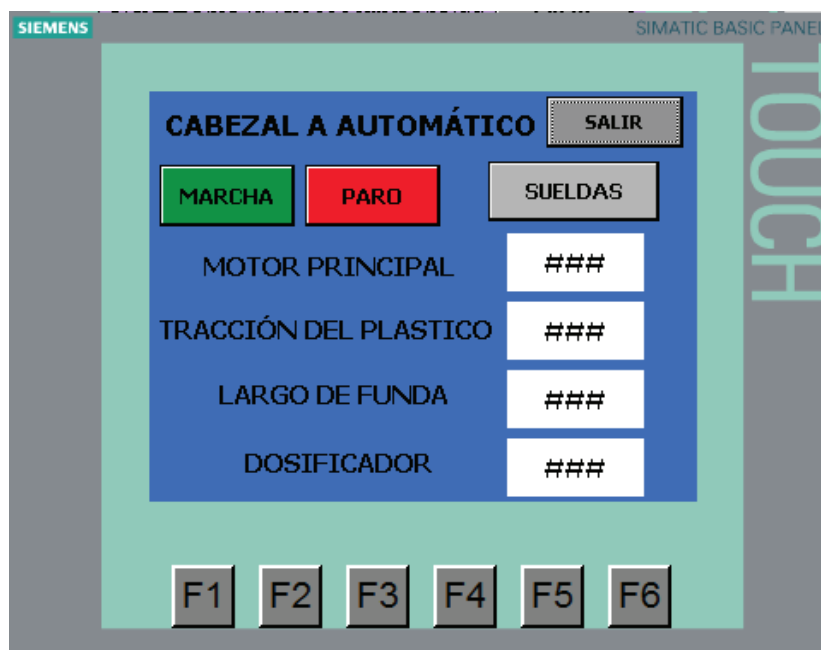 SIEMENS
SIMATIC BASIC PANEL
TOUCH
CABEZAL A AUTOMÁTICO
SALIR
MARCHA
PARO
SUELDAS
MOTOR PRINCIPAL
###
TRACCIÓN DEL PLASTICO
###
LARGO DE FUNDA
###
DOSIFICADOR
###
F1 F2 F3 F4 F5 F6